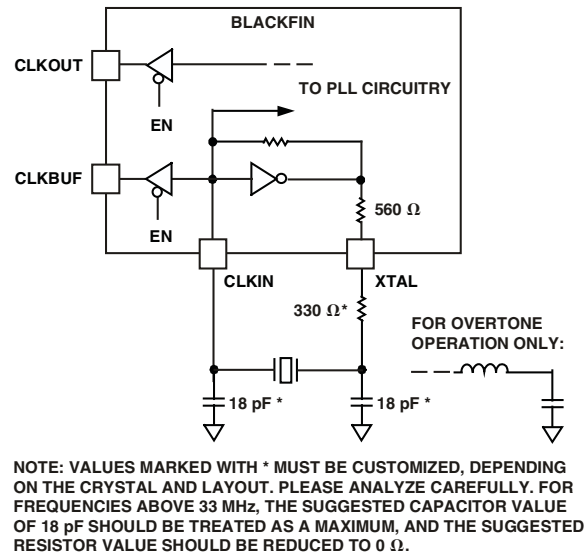 BLACKFIN
CLKOUT
TO PLL CIRCUITRY
EN
CLKBUF
EN
560 Ω
CLKIN
XTAL
330 Ω*
FOR OVERTONE
OPERATION ONLY:
18 pF *
18 pF *
NOTE: VALUES MARKED WITH * MUST BE CUSTOMIZED, DEPENDING
ON THE CRYSTAL AND LAYOUT. PLEASE ANALYZE CAREFULLY. FOR
FREQUENCIES ABOVE 33 MHz, THE SUGGESTED CAPACITOR VALUE
OF 18 pF SHOULD BE TREATED AS A MAXIMUM, AND THE SUGGESTED
RESISTOR VALUE SHOULD BE REDUCED TO 0 Ω.